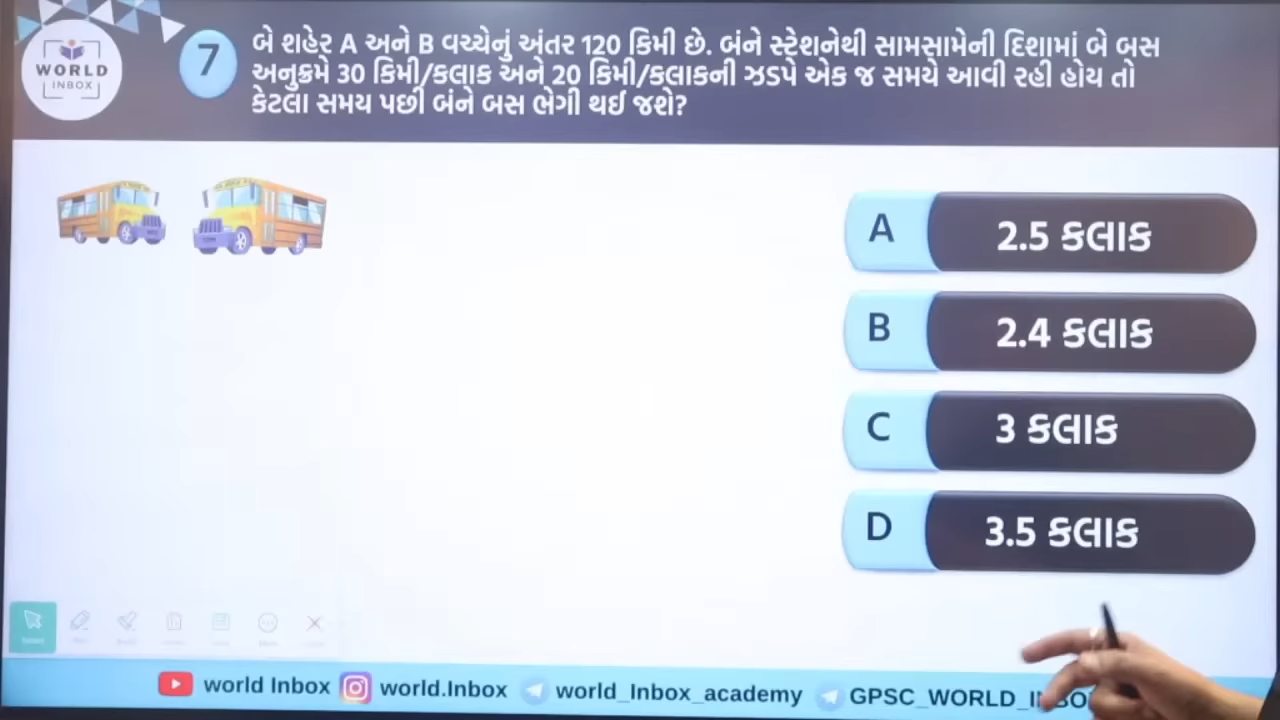 WORLD
INBOX
7
બે શહેર A અને B વચ્ચેનું અંતર 120 કિમી છે. બંને સ્ટેશનેથી સામસામેની દિશામાં બે બસ
અનુક્રમે 30 કિમી/કલાક અને 20 કિમી/કલાકની ઝડપે એક જ સમયે આવી રહી હોય તો
કેટલા સમય પછી બંને બસ ભેગી થઈ જશે?
A 2.5 કલાક
B 2.4 કલાક
C 3 કલાક
D 3.5 કલાક
world Inbox world.Inbox world_Inbox_academy GPSC_WORLD_INBO